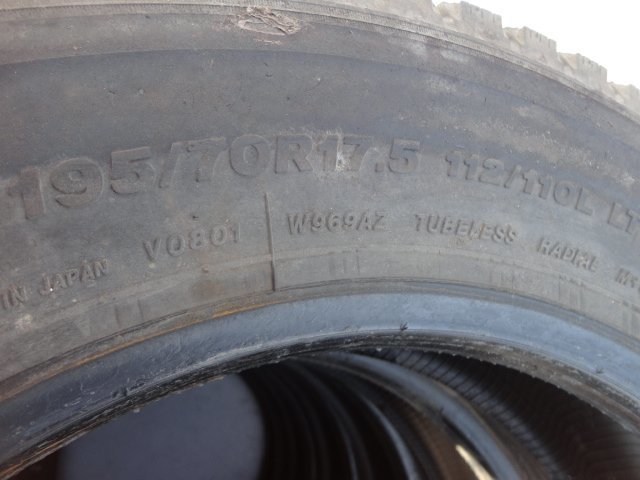 195/70R17.5 112/110L LT
IN JAPAN V0801 W969AZ TUBELESS RADIAL